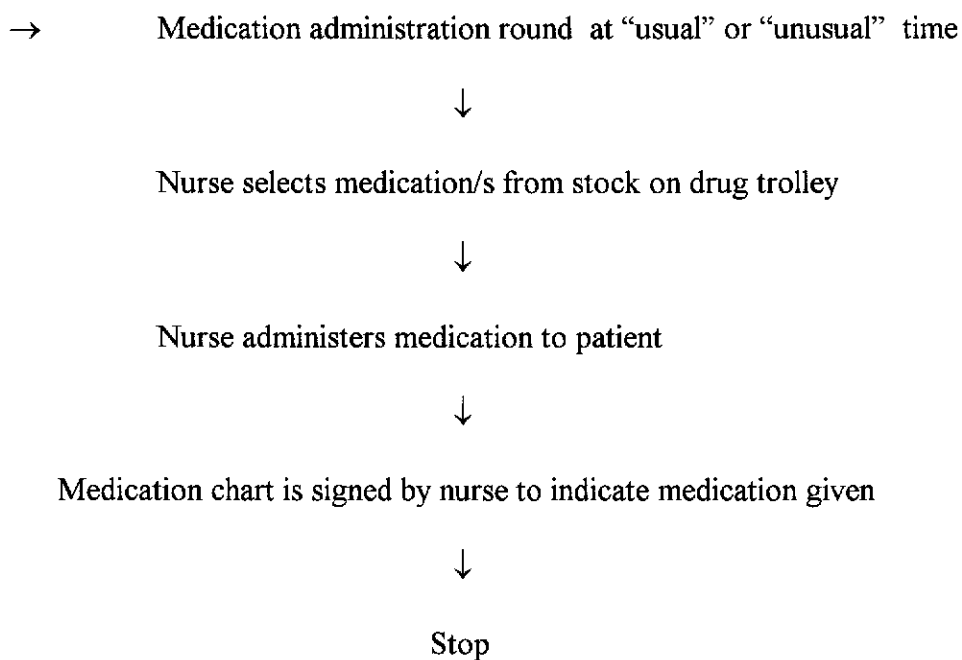 → Medication administration round at “usual” or “unusual” time
↓
Nurse selects medication/s from stock on drug trolley
↓
Nurse administers medication to patient
↓
Medication chart is signed by nurse to indicate medication given
↓
Stop